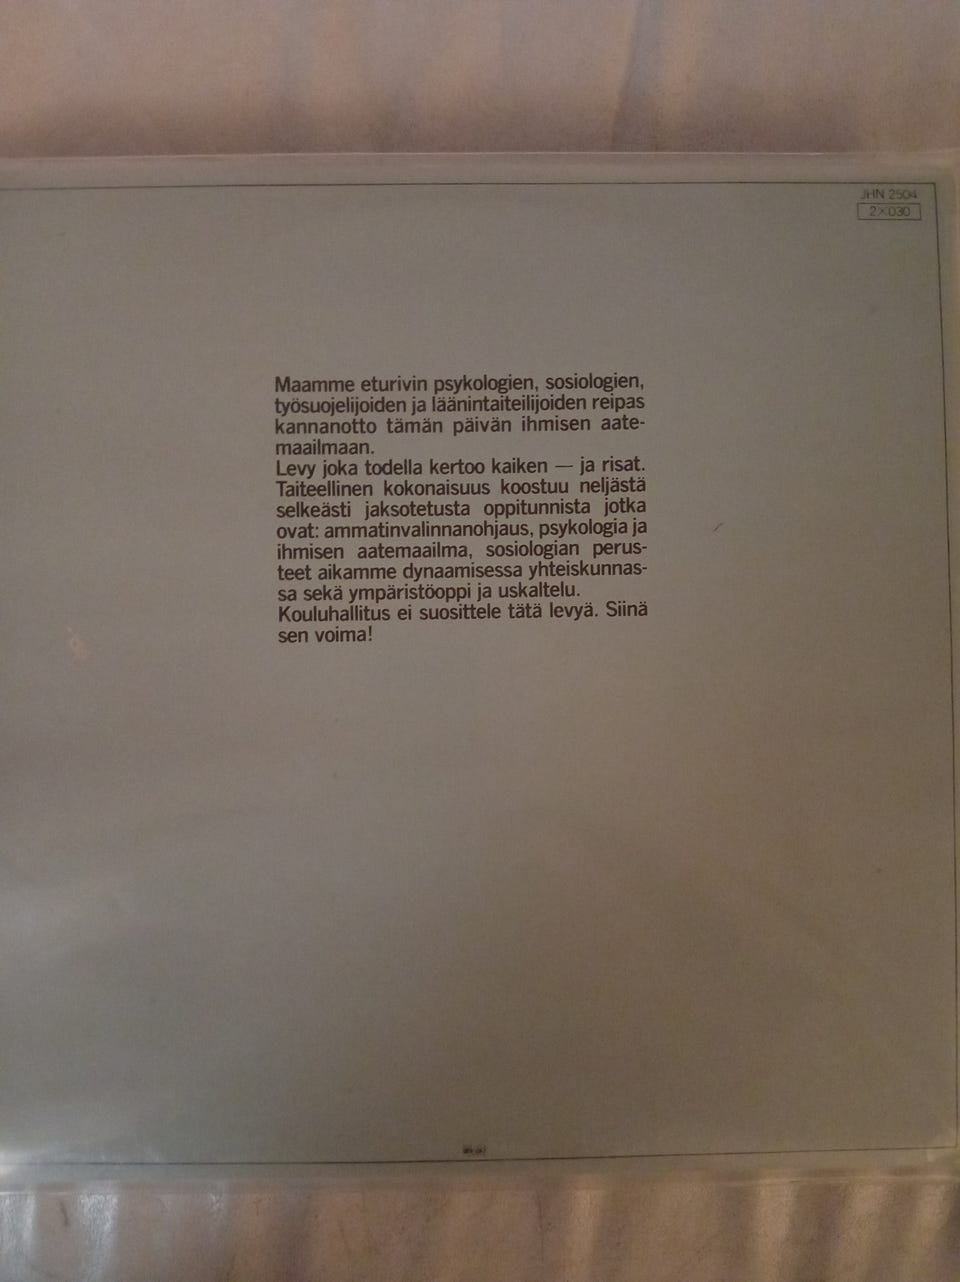 JHN 2504
2×030
Maamme eturivin psykologien, sosiologien,
työsuojelijoiden ja läänintaiteilijoiden reipas
kannanotto tämän päivän ihmisen aate-
maailmaan.
Levy joka todella kertoo kaiken — ja risat.
Taiteellinen kokonaisuus koostuu neljästä
selkeästi jaksotetusta oppitunnista jotka
ovat: ammatinvalinnanohjaus, psykologia ja
ihmisen aatemaailma, sosiologian perus-
teet aikamme dynaamisessa yhteiskunnas-
sa sekä ympäristöoppi ja uskaltelu.
Kouluhallitus ei suosittele tätä levyä. Siinä
sen voima!